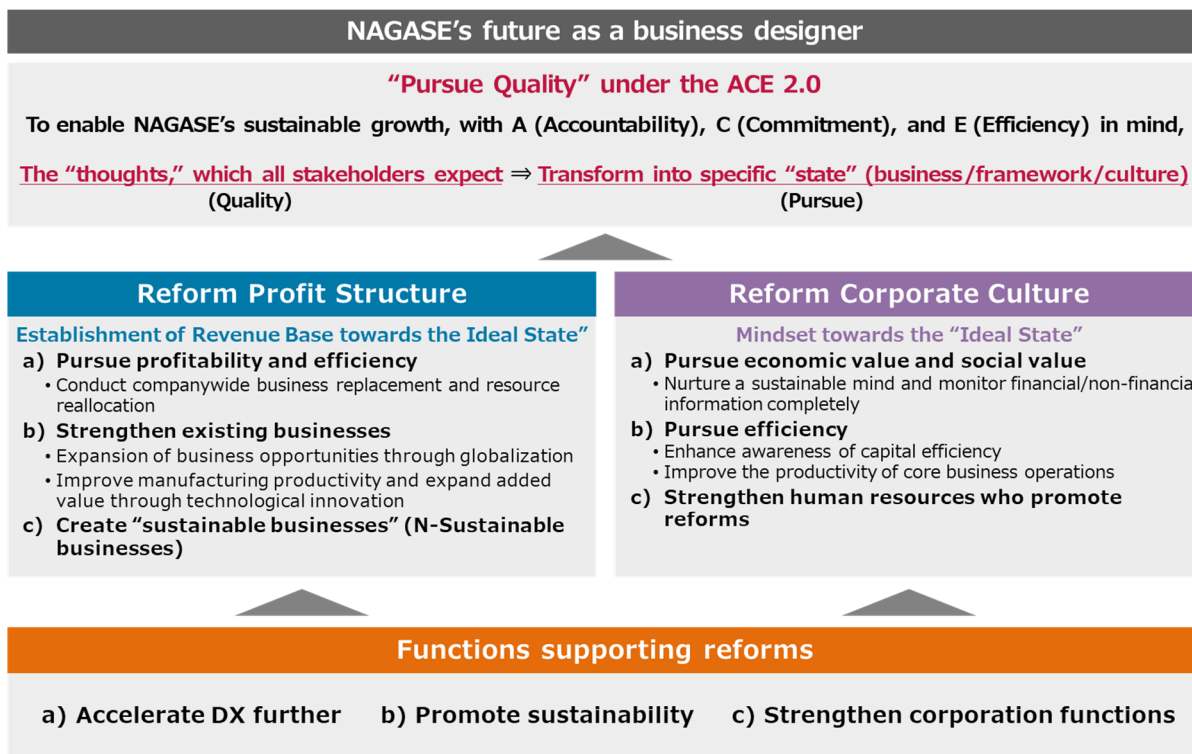 NAGASE's future as a business designer
“Pursue Quality” under the ACE 2.0
To enable NAGASE's sustainable growth, with A (Accountability), C (Commitment), and E (Efficiency) in mind,
The “thoughts,” which all stakeholders expect ⇒ Transform into specific “state” (business/framework/culture)
(Quality) (Pursue)
Reform Profit Structure
Establishment of Revenue Base towards the Ideal State”
a) Pursue profitability and efficiency
• Conduct companywide business replacement and resource
reallocation
b) Strengthen existing businesses
• Expansion of business opportunities through globalization
• Improve manufacturing productivity and expand added
value through technological innovation
c) Create “sustainable businesses” (N-Sustainable
businesses)
Reform Corporate Culture
Mindset towards the “Ideal State”
a) Pursue economic value and social value
• Nurture a sustainable mind and monitor financial/non-financial
information completely
b) Pursue efficiency
• Enhance awareness of capital efficiency
• Improve the productivity of core business operations
c) Strengthen human resources who promote
reforms
Functions supporting reforms
a) Accelerate DX further b) Promote sustainability c) Strengthen corporation functions